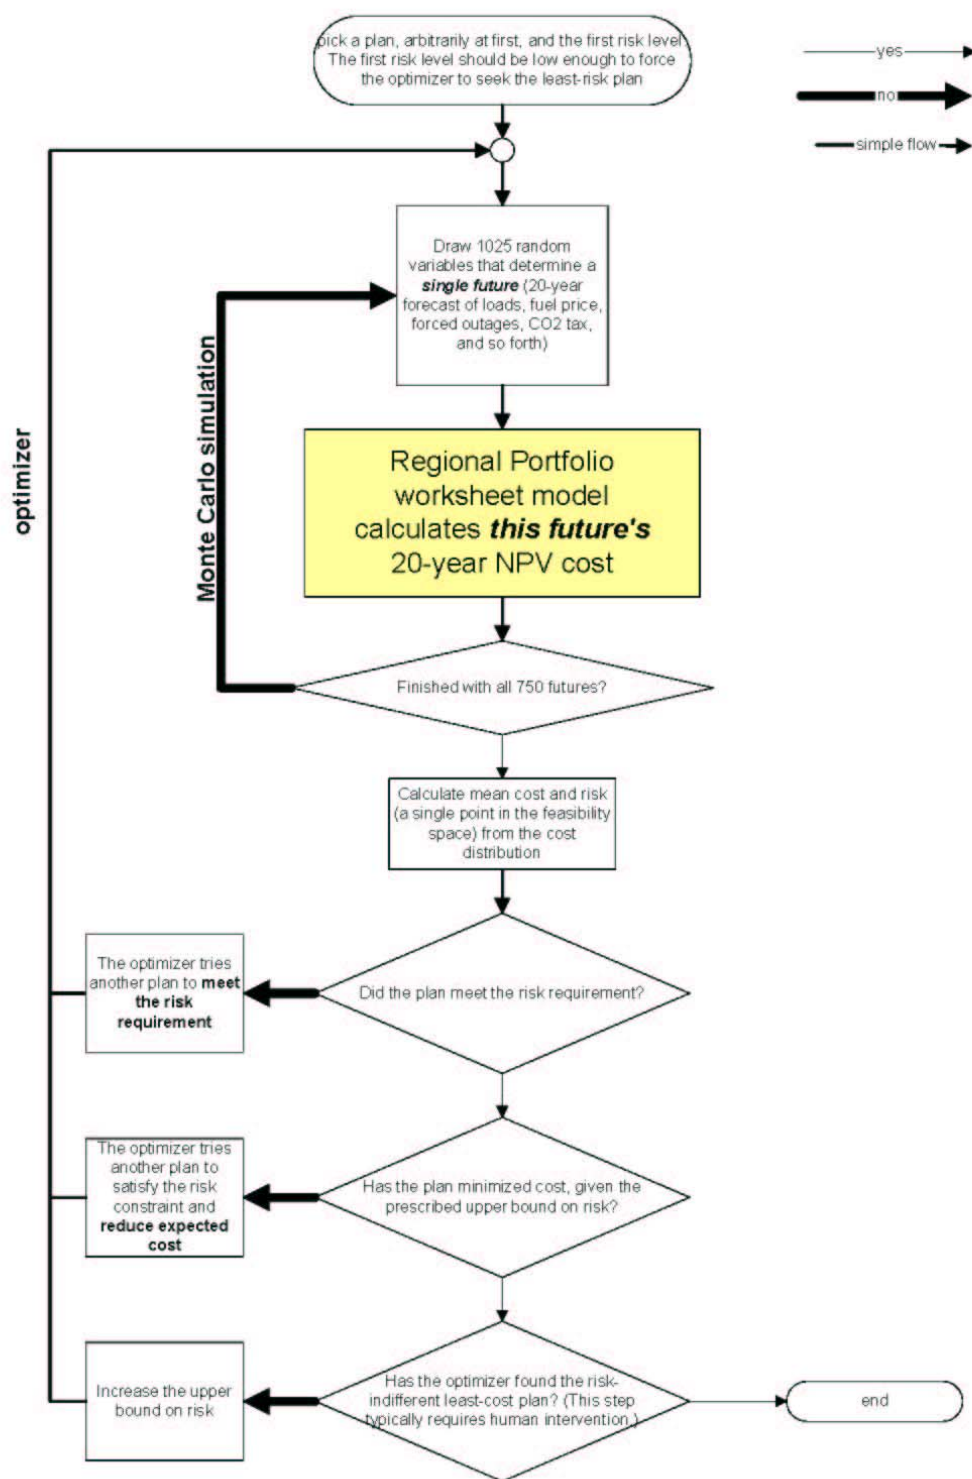 pick a plan, arbitrarily at first, and the first risk level.
The first risk level should be low enough to force
the optimizer to seek the least-risk plan
yes
no
simple flow
Draw 1025 random
variables that determine a
single future (20-year
forecast of loads, fuel price,
forced outages, CO2 tax,
and so forth)
Monte Carlo simulation
optimizer
Regional Portfolio
worksheet model
calculates this future's
20-year NPV cost
Finished with all 750 futures?
Calculate mean cost and risk
(a single point in the feasibility
space) from the cost
distribution
The optimizer tries
another plan to meet
the risk
requirement
Did the plan meet the risk requirement?
The optimizer tries
another plan to
satisfy the risk
constraint and
reduce expected
cost
Has the plan minimized cost, given the
prescribed upper bound on risk?
Increase the upper
bound on risk
Has the optimizer found the risk-
indifferent least-cost plan? (This step
typically requires human intervention.)
end